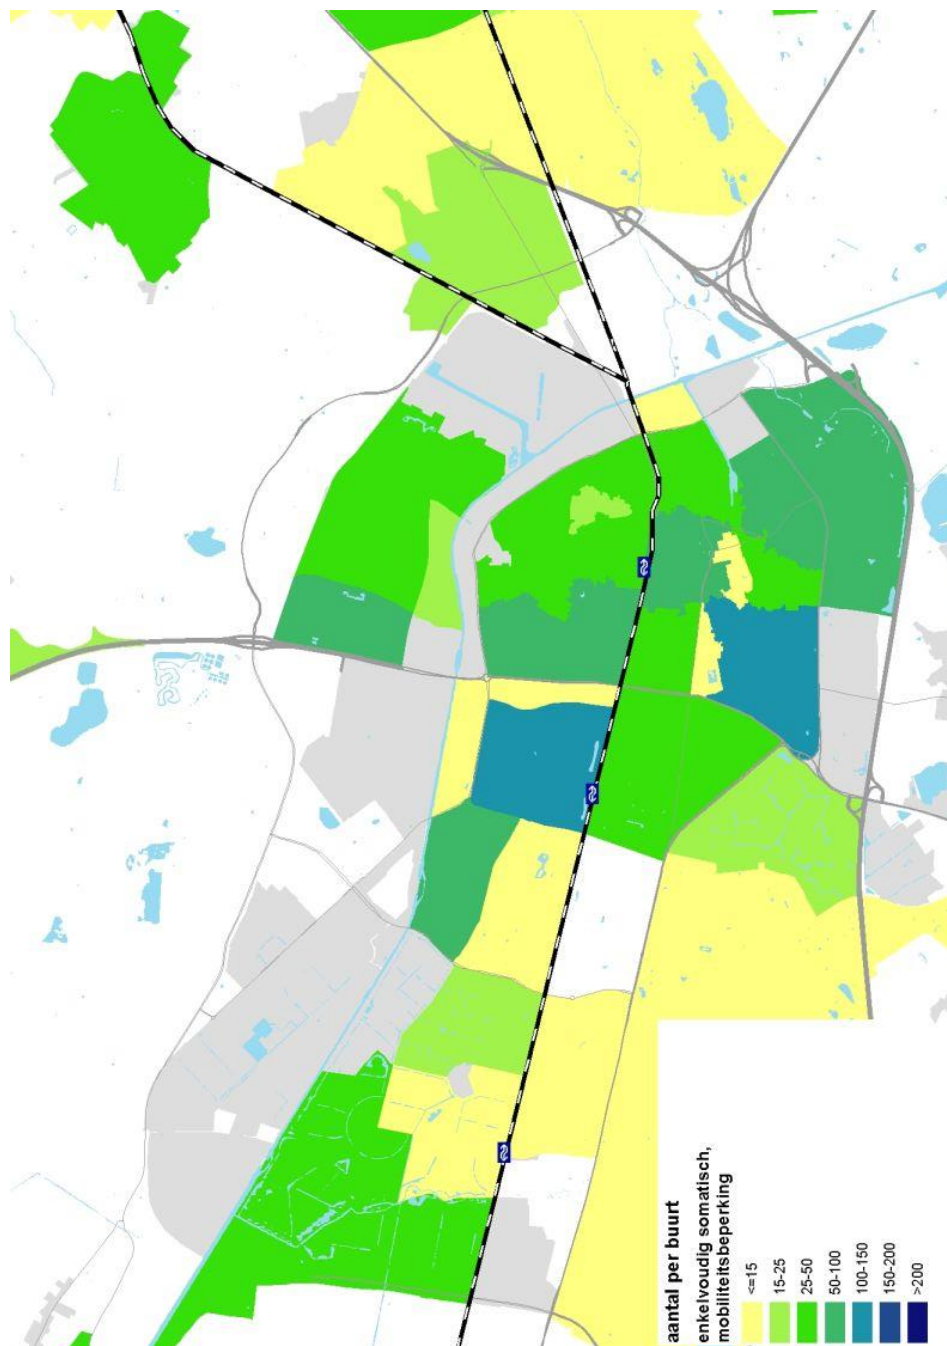 aantal per buurt
enkelvoudig somatisch,
mobiliteitsbeperking
<=15
15-25
25-50
50-100
100-150
150-200
>200